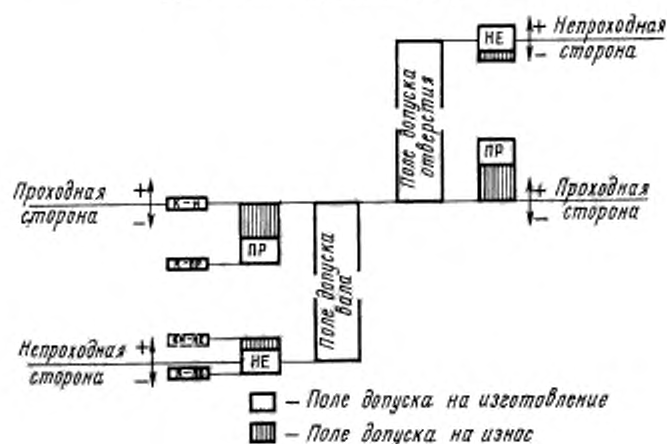 + Непроходная
НЕ
- сторона
Поле допуска
отверстия
ПР
Проходная +
сторона -
К-И
ПР
+ Проходная
- сторона
Поле допуска
вала
Непроходная +
сторона -
НЕ
- Поле допуска на изготовление
- Поле допуска на износ